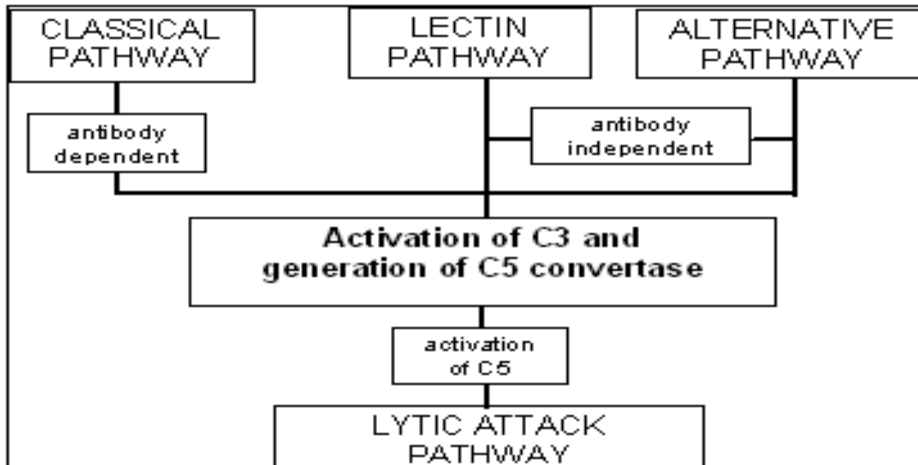 CLASSICAL
PATHWAY
LECTIN
PATHWAY
ALTERNATIVE
PATHWAY
antibody
dependent
antibody
independent
Activation of C3 and
generation of C5 convertase
activation
of C5
LYTIC ATTACK
PATHWAY